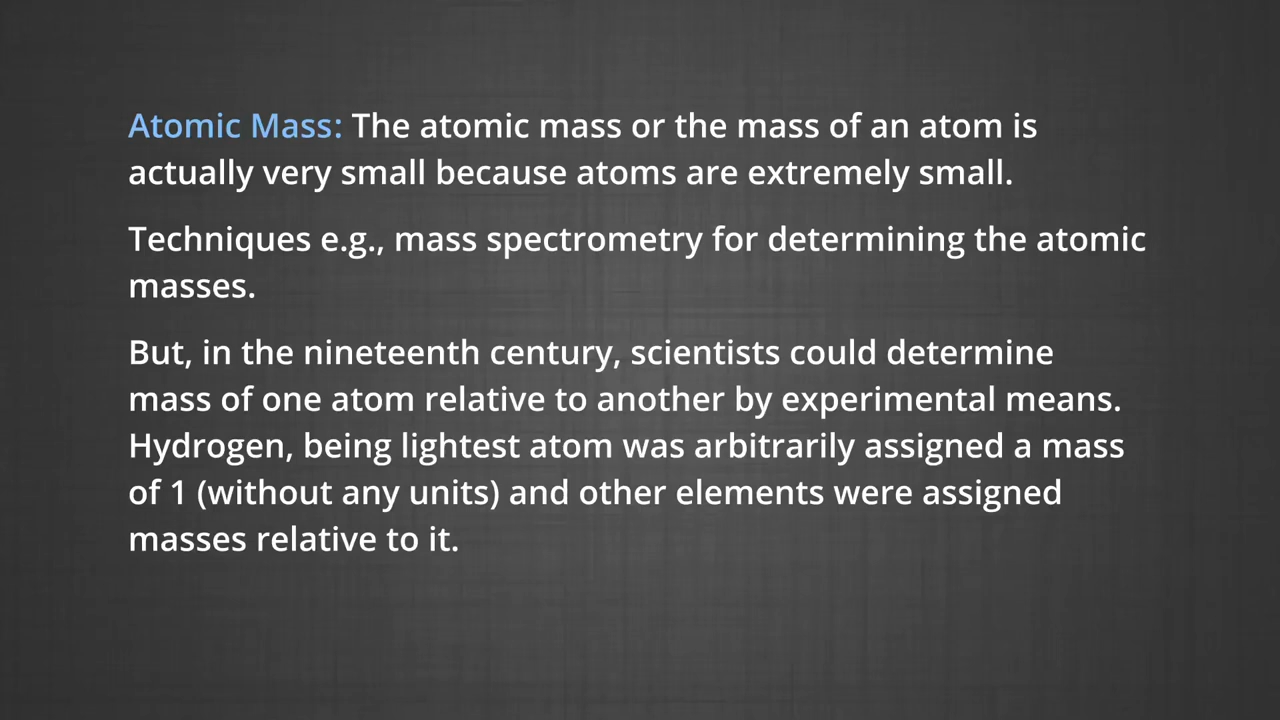 Atomic Mass: The atomic mass or the mass of an atom is
actually very small because atoms are extremely small.
Techniques e.g., mass spectrometry for determining the atomic
masses.
But, in the nineteenth century, scientists could determine
mass of one atom relative to another by experimental means.
Hydrogen, being lightest atom was arbitrarily assigned a mass
of 1 (without any units) and other elements were assigned
masses relative to it.